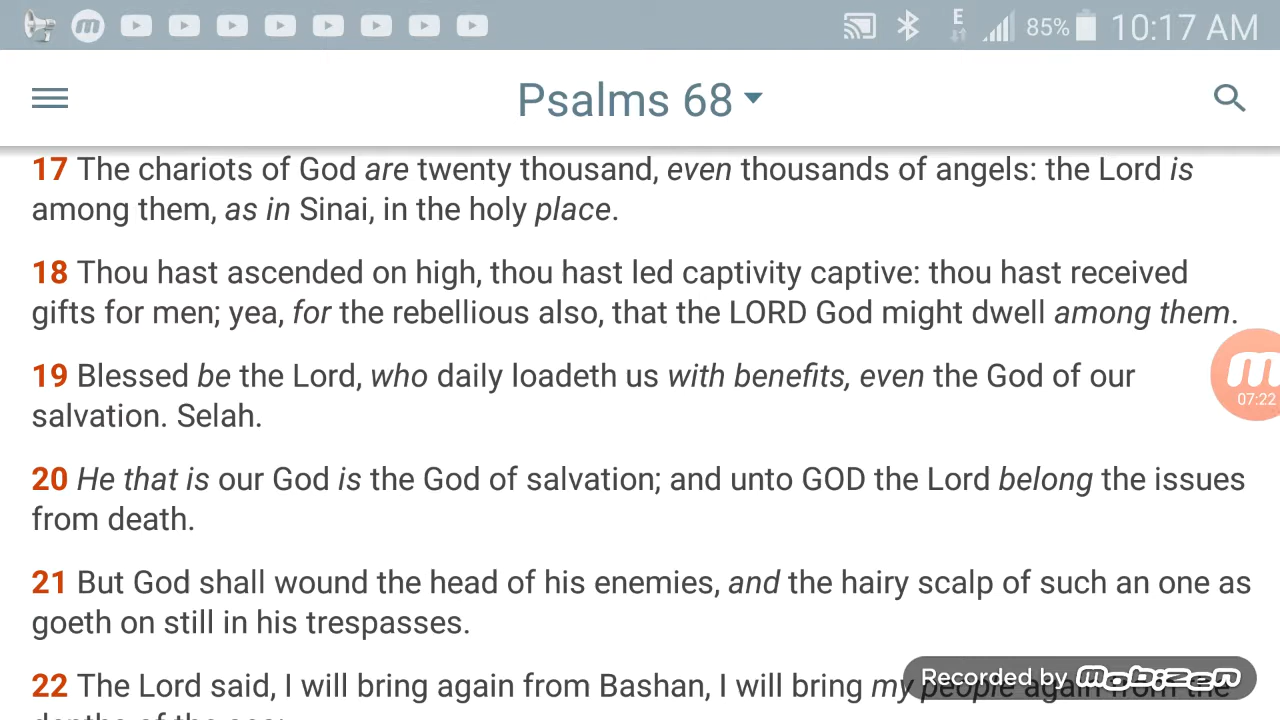 E
85%
10:17 AM
Psalms 68
17 The chariots of God are twenty thousand, even thousands of angels: the Lord is
among them, as in Sinai, in the holy place.
18 Thou hast ascended on high, thou hast led captivity captive: thou hast received
gifts for men; yea, for the rebellious also, that the LORD God might dwell among them.
19 Blessed be the Lord, who daily loadeth us with benefits, even the God of our
salvation. Selah.
m
07:22
20 He that is our God is the God of salvation; and unto GOD the Lord belong the issues
from death.
21 But God shall wound the head of his enemies, and the hairy scalp of such an one as
goeth on still in his trespasses.
22 The Lord said, I will bring again from Bashan, I will bring my people again from the
depths of the sea:
Recorded by mobizen